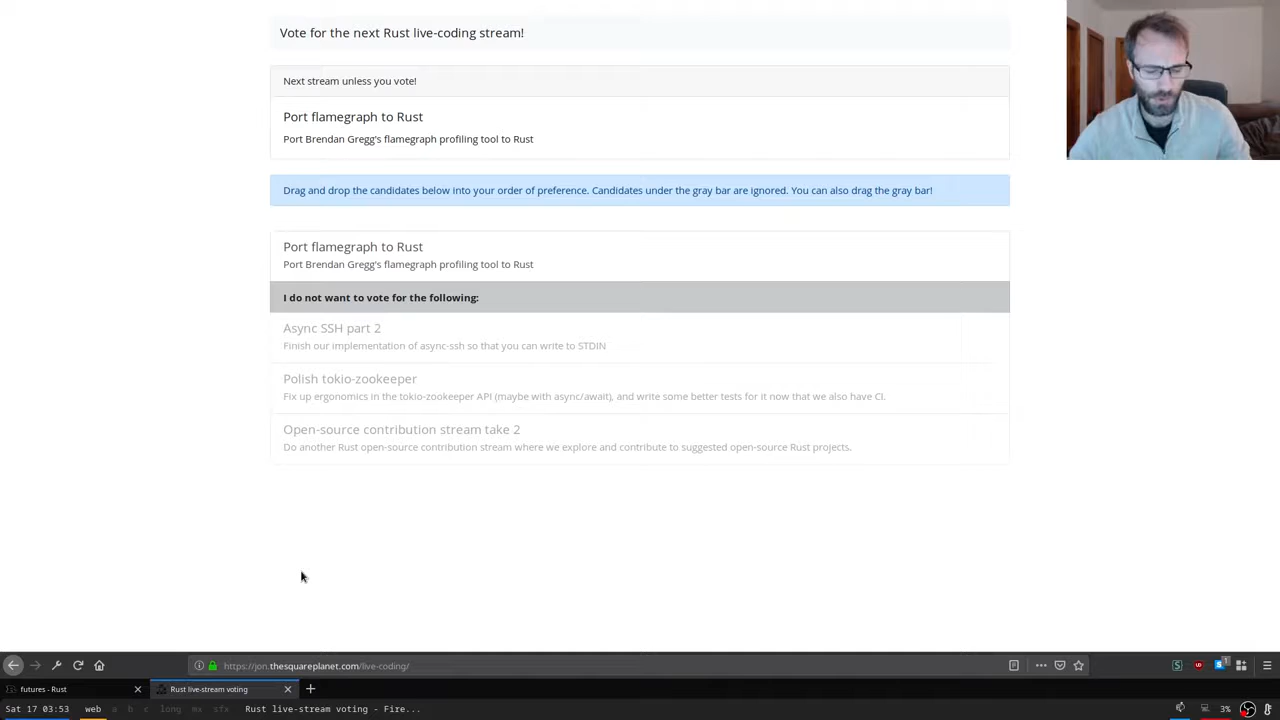 Vote for the next Rust live-coding stream!
Next stream unless you vote!
Port flamegraph to Rust
Port Brendan Gregg's flamegraph profiling tool to Rust
Drag and drop the candidates below into your order of preference. Candidates under the gray bar are ignored. You can also drag the gray bar!
Port flamegraph to Rust
Port Brendan Gregg's flamegraph profiling tool to Rust
I do not want to vote for the following:
Async SSH part 2
Finish our implementation of async-ssh so that you can write to STDIN
Polish tokio-zookeeper
Fix up ergonomics in the tokio-zookeeper API (maybe with async/await), and write some better tests for it now that we also have CI.
Open-source contribution stream take 2
Do another Rust open-source contribution stream where we explore and contribute to suggested open-source Rust projects.
https://jon.thesquareplanet.com/live-coding/
futures - Rust
Rust live-stream voting
Sat 17 03:53 web a b c long mx sfx Rust live-stream voting - Fire... 3%